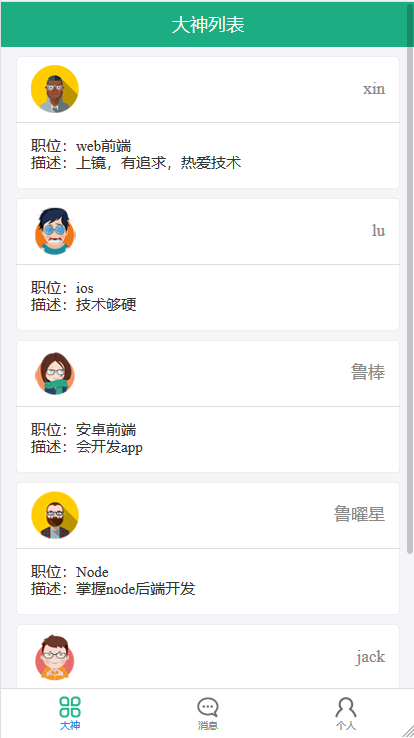 大神列表
xin
职位：web前端
描述：上镜，有追求，热爱技术
lu
职位：ios
描述：技术够硬
鲁棒
职位：安卓前端
描述：会开发app
鲁曜星
职位：Node
描述：掌握node后端开发
jack
大神 消息 个人